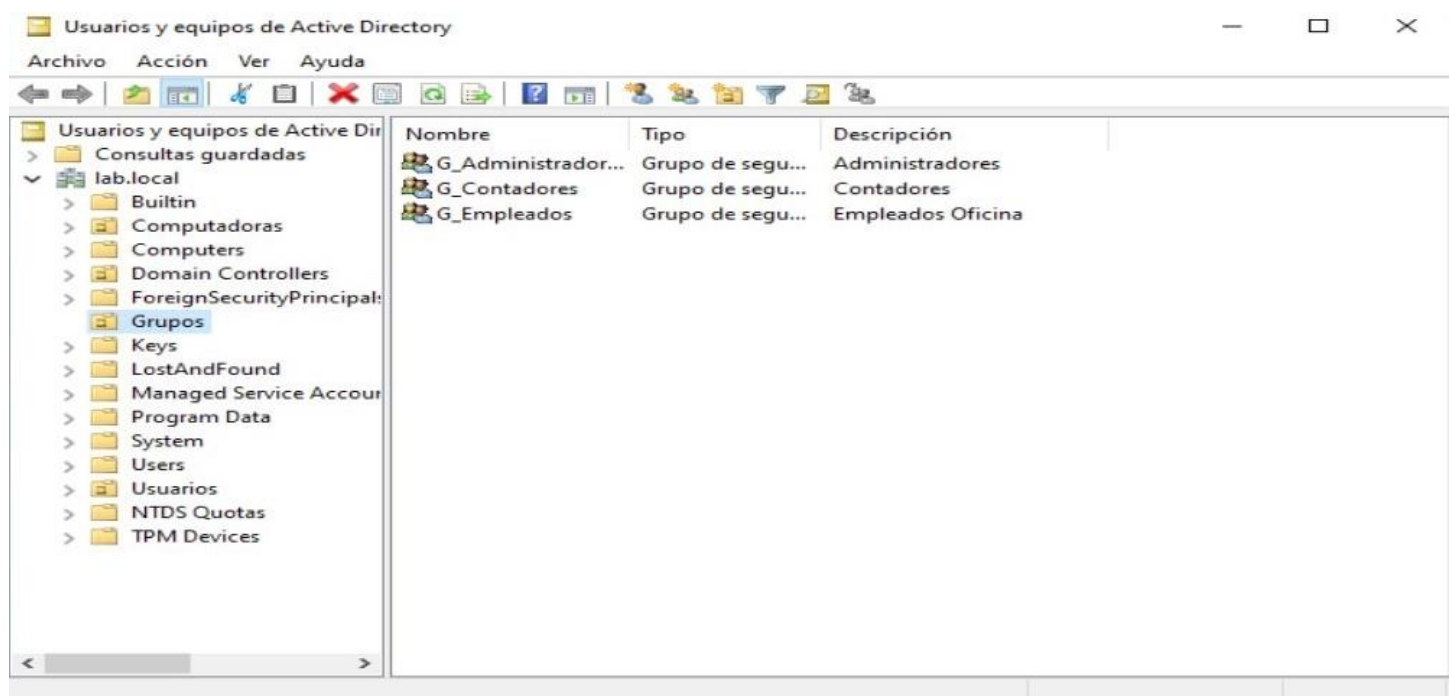 Usuarios y equipos de Active Directory
Archivo Acción Ver Ayuda
Usuarios y equipos de Active Dir
Consultas guardadas
lab.local
Builtin
Computadoras
Computers
Domain Controllers
ForeignSecurityPrincipals
Grupos
Keys
LostAndFound
Managed Service Accour
Program Data
System
Users
Usuarios
NTDS Quotas
TPM Devices
Nombre Tipo Descripción
G_Administrador... Grupo de segu... Administradores
G_Contadores Grupo de segu... Contadores
G_Empleados Grupo de segu... Empleados Oficina